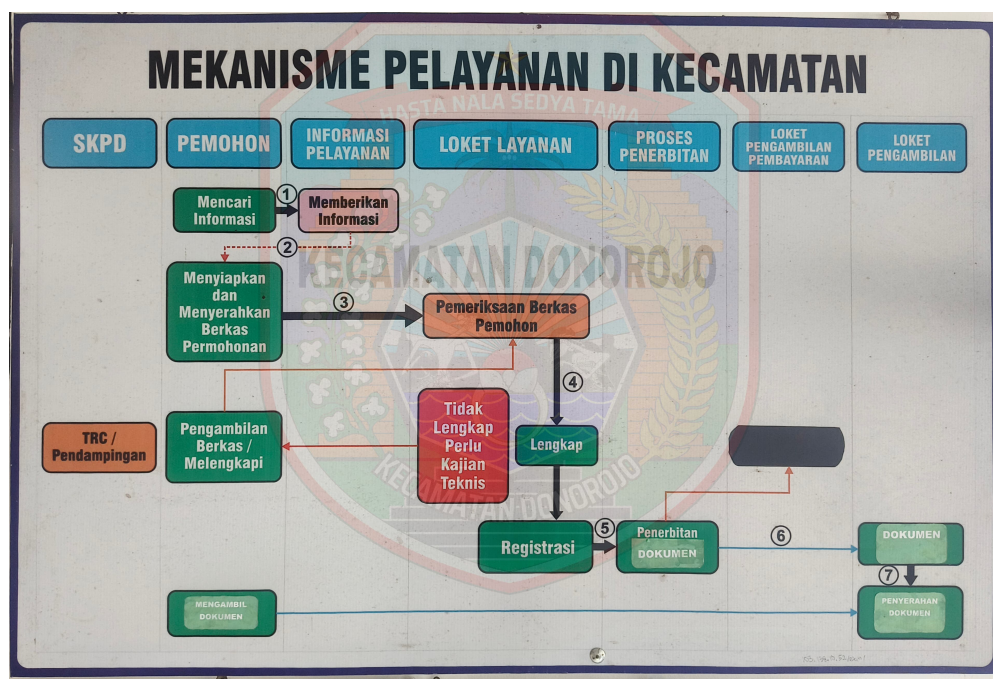 MEKANISME PELAYANAN DI KECAMATAN
HASTA NALA SEDYA TAMA
SKPD
PEMOHON
INFORMASI
PELAYANAN
LOKET LAYANAN
PROSES
PENERBITAN
LOKET
PENGAMBILAN
PEMBAYARAN
LOKET
PENGAMBILAN
Mencari
Informasi
1
Memberikan
Informasi
2
KECAMATAN DONOROJO
Menyiapkan
dan
Menyerahkan
Berkas
Permohonan
3
Pemeriksaan Berkas
Pemohon
4
TRC /
Pendampingan
Pengambilan
Berkas /
Melengkapi
Tidak
Lengkap
Perlu
Kajian
Teknis
Lengkap
KECAMATAN DONOROJO
Registrasi
5
Penerbitan
DOKUMEN
6
DOKUMEN
7
MENGAMBIL
DOKUMEN
PENYERAHAN
DOKUMEN